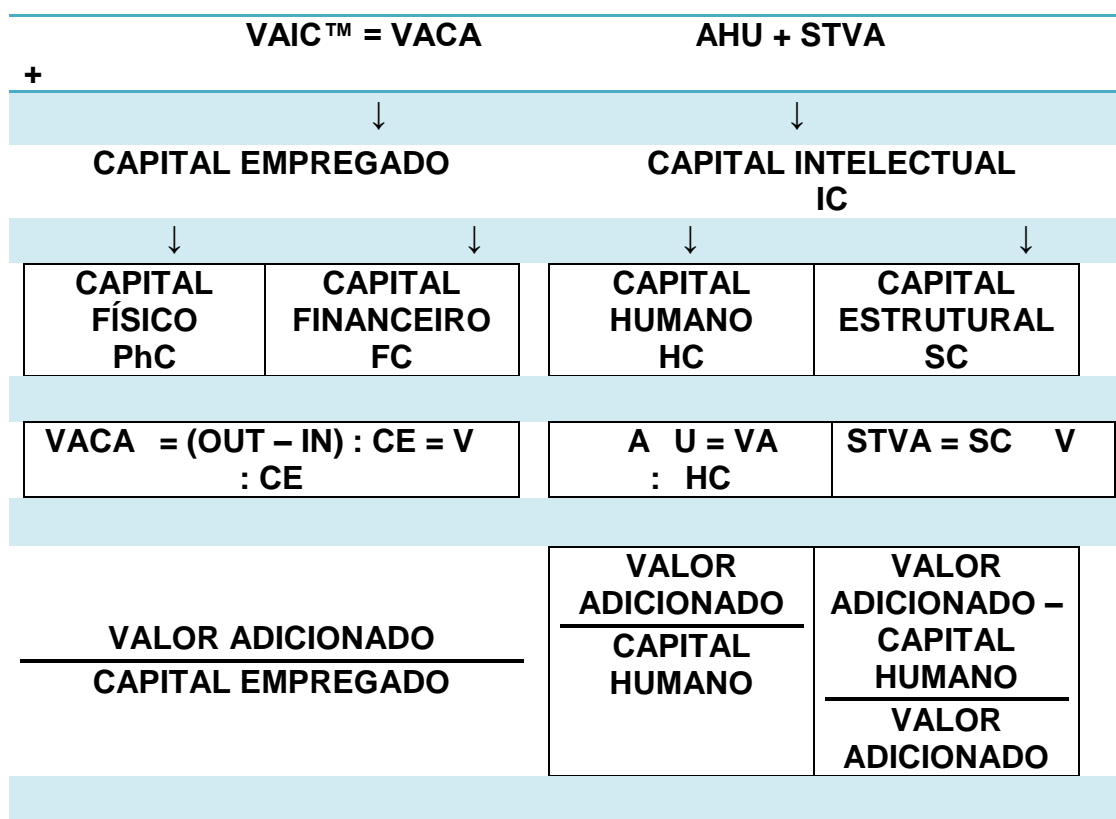 VAIC™ = VACA AHU + STVA
+
↓ ↓
CAPITAL EMPREGADO CAPITAL INTELECTUAL
IC
↓ ↓ ↓ ↓
CAPITAL
FÍSICO
PhC
CAPITAL
FINANCEIRO
FC
CAPITAL
HUMANO
HC
CAPITAL
ESTRUTURAL
SC
VACA = (OUT – IN) : CE = V
: CE
A U = VA
: HC
STVA = SC V
VALOR ADICIONADO
CAPITAL EMPREGADO
VALOR
ADICIONADO
CAPITAL
HUMANO
VALOR
ADICIONADO –
CAPITAL
HUMANO
VALOR
ADICIONADO